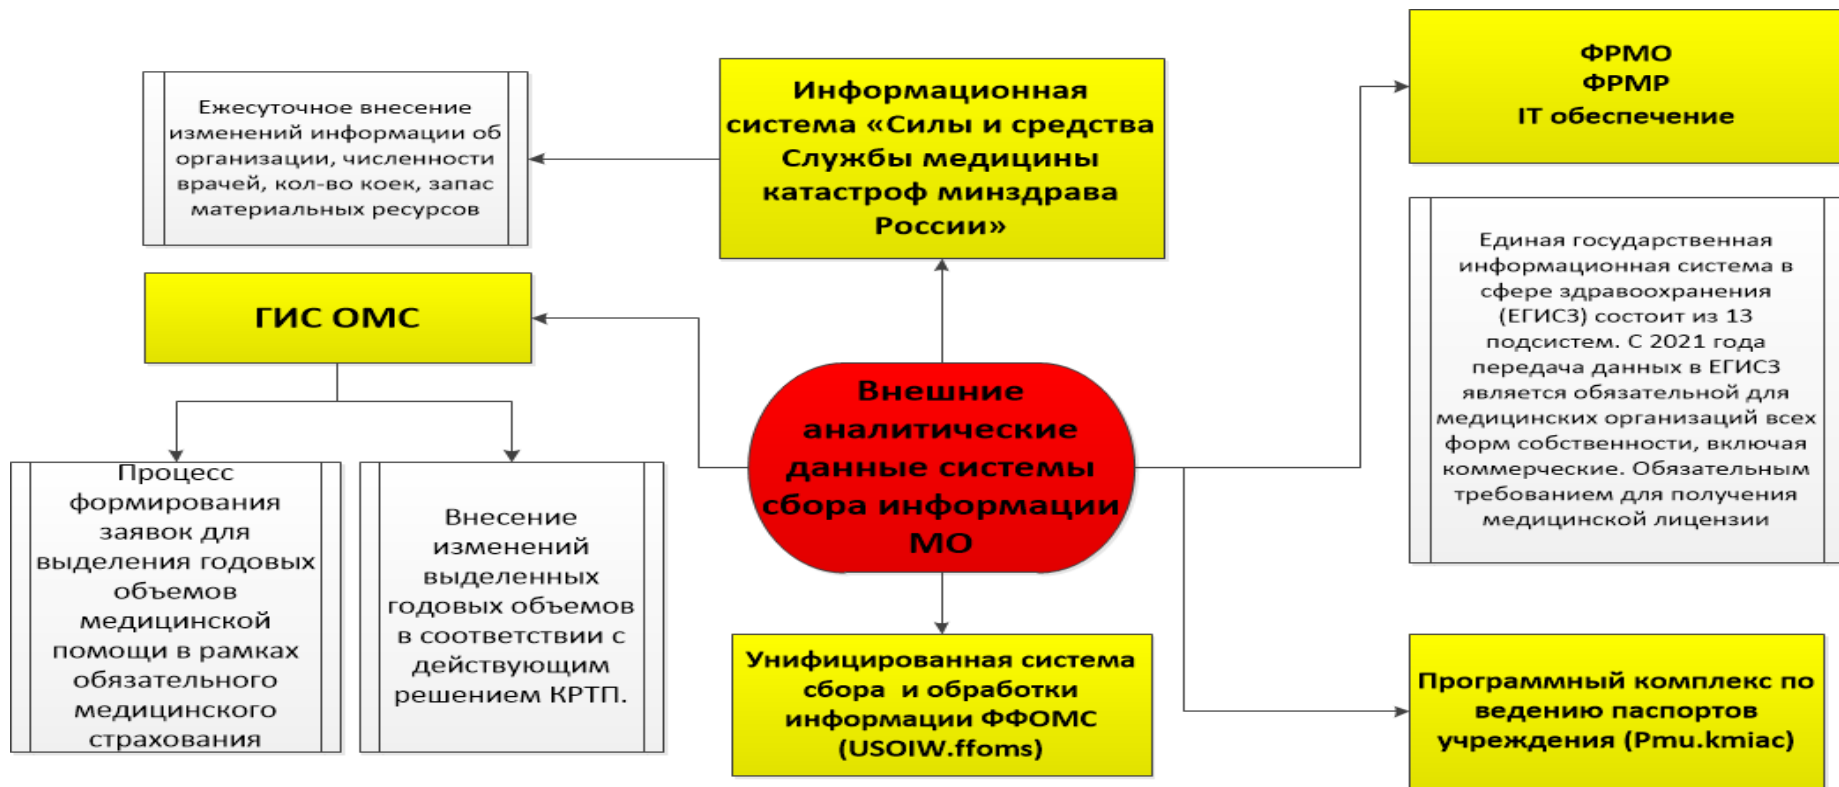 Ежесуточное внесение
изменений информации об
организации, численности
врачей, кол-во коек, запас
материальных ресурсов
Информационная
система «Силы и средства
Службы медицины
катастроф минздрава
России»
ФРМО
ФРМР
IT обеспечение
ГИС ОМС
Единая государственная
информационная система в
сфере здравоохранения
(ЕГИСЗ) состоит из 13
подсистем. С 2021 года
передача данных в ЕГИСЗ
является обязательной для
медицинских организаций всех
форм собственности, включая
коммерческие. Обязательным
требованием для получения
медицинской лицензии
Внешние
аналитические
данные системы
сбора информации
МО
Процесс
формирования
заявок для
выделения годовых
объемов
медицинской
помощи в рамках
обязательного
медицинского
страхования
Внесение
изменений
выделенных
годовых объемов
в соответствии с
действующим
решением КРТП.
Унифицированная система
сбора и обработки
информации ФФОМС
(USOIW.ffoms)
Программный комплекс по
ведению паспортов
учреждения (Pmu.kmiac)